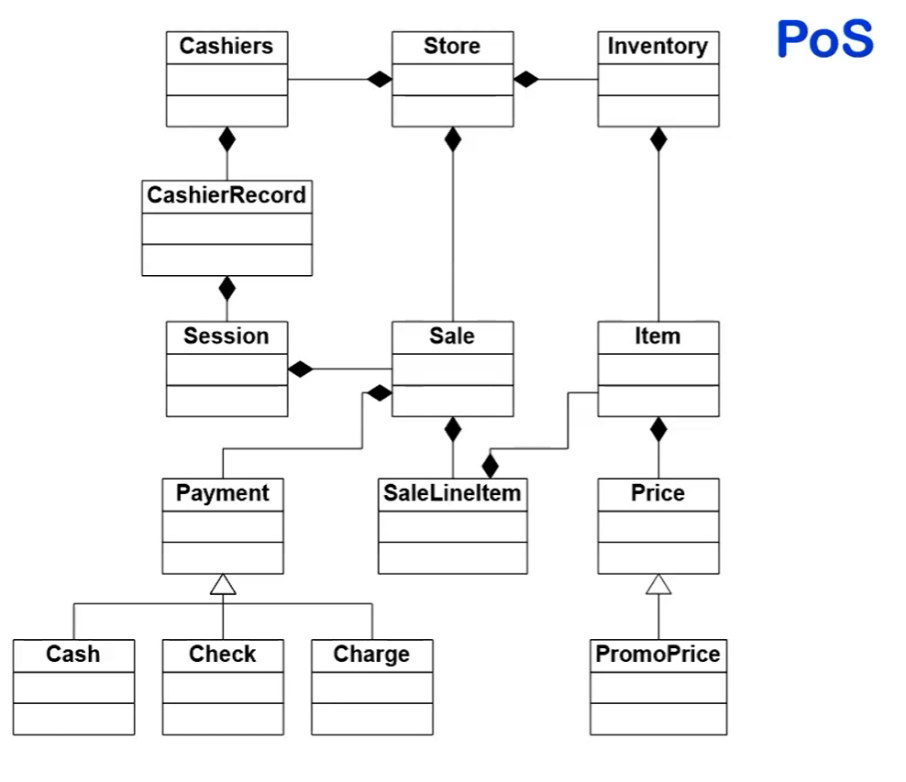 PoS
Cashiers
Store
Inventory
CashierRecord
Session
Sale
Item
Payment
SaleLineItem
Price
Cash
Check
Charge
PromoPrice